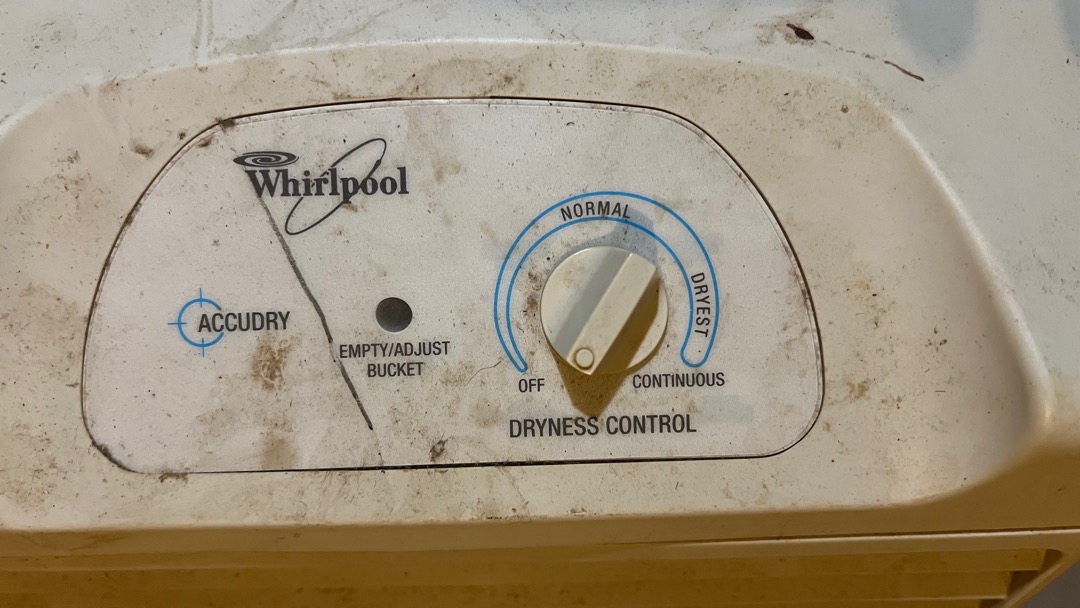 Whirlpool
ACCUDRY
EMPTY/ADJUST
BUCKET
NORMAL
DRYEST
OFF
CONTINUOUS
DRYNESS CONTROL